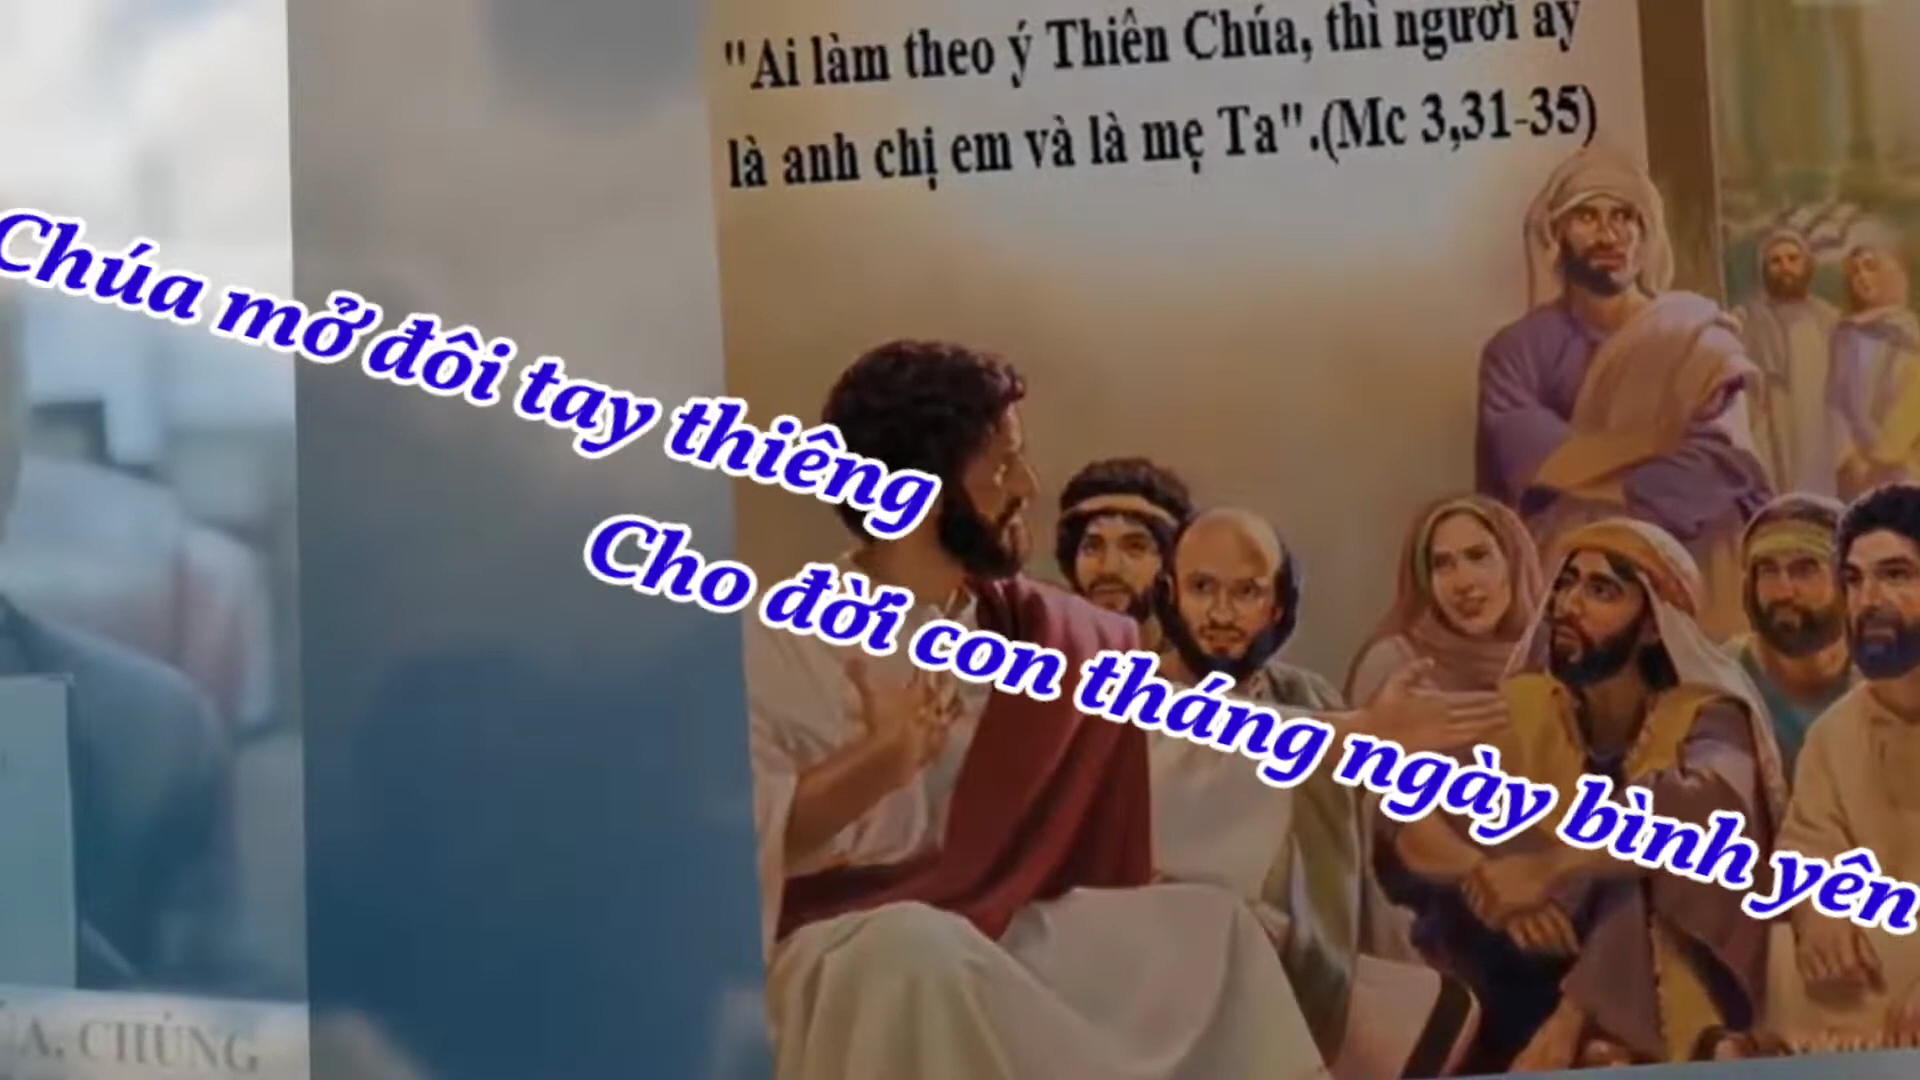 "Ai làm theo ý Thiên Chúa, thì người ấy
là anh chị em và là mẹ Ta".(Mc 3,31-35)
Chúa mở đôi tay thiêng
Cho đời con tháng ngày bình yên
CHÚNG